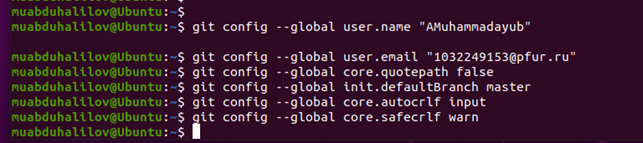 muabduhalilov@Ubuntu:~$
muabduhalilov@Ubuntu:~$ git config --global user.name "AMuhammadayub"
muabduhalilov@Ubuntu:~$ git config --global user.email "1032249153@pfur.ru"
muabduhalilov@Ubuntu:~$ git config --global core.quotepath false
muabduhalilov@Ubuntu:~$ git config --global init.defaultBranch master
muabduhalilov@Ubuntu:~$ git config --global core.autocrlf input
muabduhalilov@Ubuntu:~$ git config --global core.safecrlf warn
muabduhalilov@Ubuntu:~$